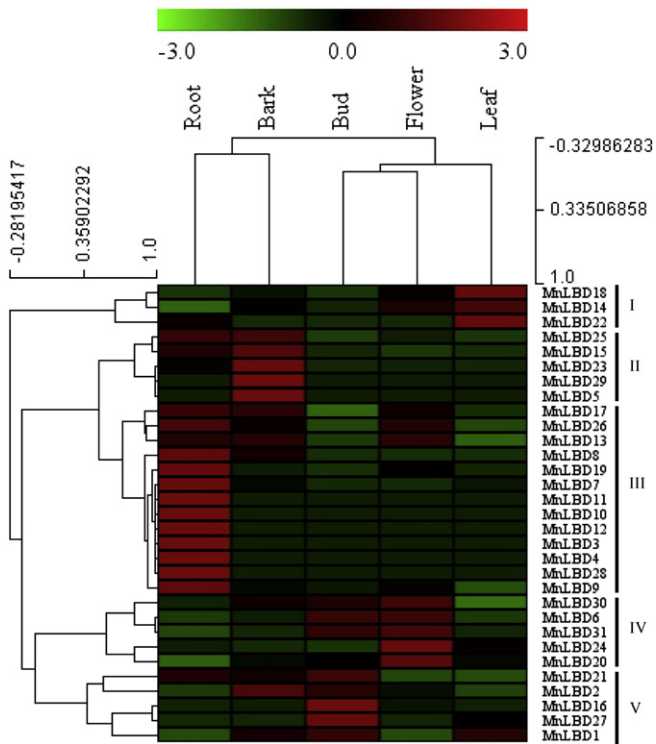 -3.0 0.0 3.0
Root Bark Bud Flower Leaf
-0.32986283
0.33506858
1.0
-0.28195417 0.35902292 1.0
MnLBD18
MnLBD14
MnLBD22
I
MnLBD25
MnLBD15
MnLBD23
MnLBD29
MnLBD5
II
MnLBD17
MnLBD26
MnLBD13
MnLBD8
MnLBD19
MnLBD7
MnLBD11
MnLBD10
MnLBD12
MnLBD3
MnLBD4
MnLBD28
MnLBD9
III
MnLBD30
MnLBD6
MnLBD31
MnLBD24
MnLBD20
IV
MnLBD21
MnLBD2
MnLBD16
MnLBD27
MnLBD1
V